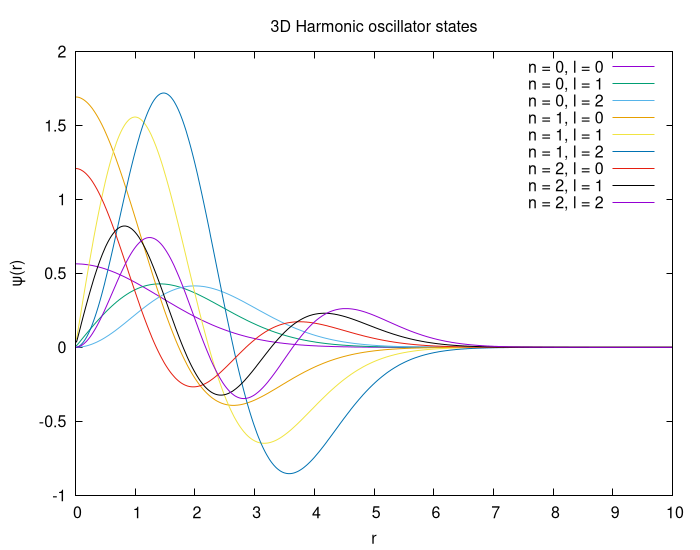 3D Harmonic oscillator states
2
1.5
1
0.5
0
-0.5
-1
ψ(r)
n = 0, l = 0
n = 0, l = 1
n = 0, l = 2
n = 1, l = 0
n = 1, l = 1
n = 1, l = 2
n = 2, l = 0
n = 2, l = 1
n = 2, l = 2
0 1 2 3 4 5 6 7 8 9 10
r